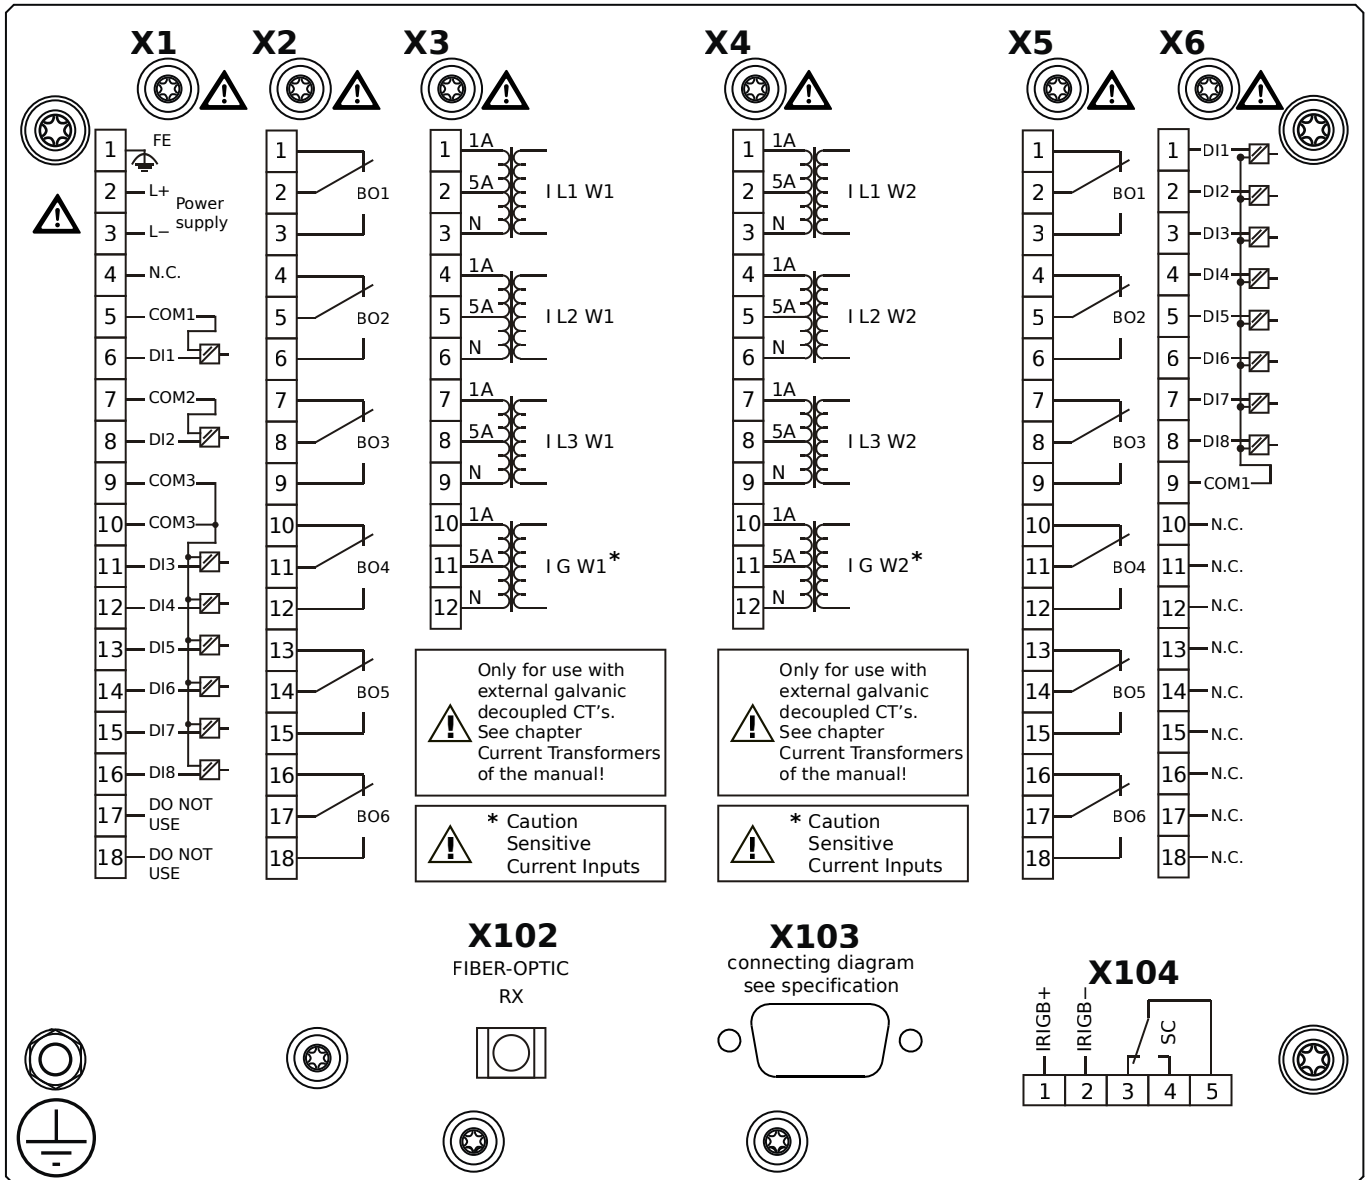 X1
X2
X3
X4
X5
X6
1 FE
2 L+
Power
supply
3 L−
4 N.C.
5 COM1
6 DI1
7 COM2
8 DI2
9 COM3
10 COM3
11 DI3
12 DI4
13 DI5
14 DI6
15 DI7
16 DI8
17 DO NOT
USE
18 DO NOT
USE
1
2 BO1
3
4
5 BO2
6
7
8 BO3
9
10
11 BO4
12
13
14 BO5
15
16
17 BO6
18
1 1A
2 5A I L1 W1
3 N
4 1A
5 5A I L2 W1
6 N
7 1A
8 5A I L3 W1
9 N
10 1A
11 5A I G W1*
12 N
Only for use with
external galvanic
decoupled CT's.
See chapter
Current Transformers
of the manual!
* Caution
Sensitive
Current Inputs
1 1A
2 5A I L1 W2
3 N
4 1A
5 5A I L2 W2
6 N
7 1A
8 5A I L3 W2
9 N
10 1A
11 5A I G W2*
12 N
Only for use with
external galvanic
decoupled CT's.
See chapter
Current Transformers
of the manual!
* Caution
Sensitive
Current Inputs
1
2 BO1
3
4
5 BO2
6
7
8 BO3
9
10
11 BO4
12
13
14 BO5
15
16
17 BO6
18
1 DI1
2 DI2
3 DI3
4 DI4
5 DI5
6 DI6
7 DI7
8 DI8
9 COM1
10 N.C.
11 N.C.
12 N.C.
13 N.C.
14 N.C.
15 N.C.
16 N.C.
17 N.C.
18 N.C.
X102
FIBER-OPTIC
RX
X103
connecting diagram
see specification
X104
IRIGB+
IRIGB−
SC
1 2 3 4 5